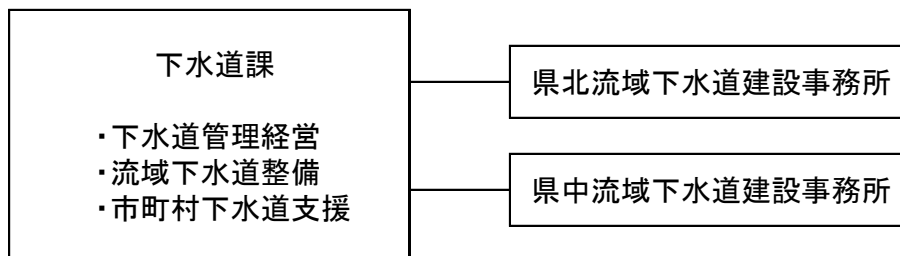 下水道課
・下水道管理経営
・流域下水道整備
・市町村下水道支援
県北流域下水道建設事務所
県中流域下水道建設事務所